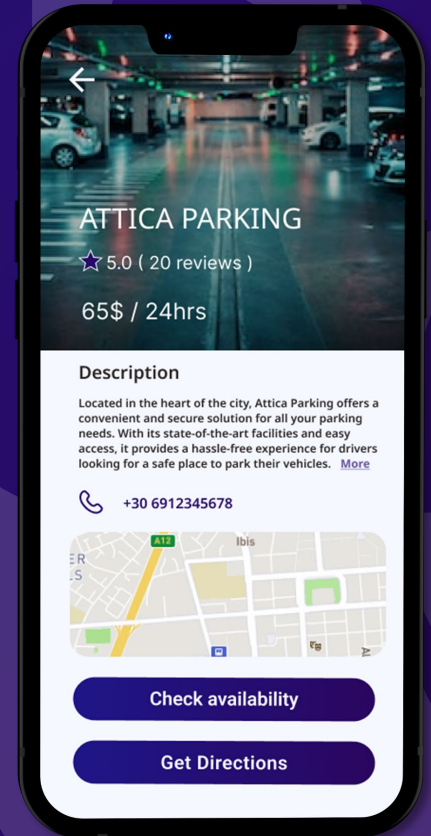 ATTICA PARKING
5.0 ( 20 reviews )
65$ / 24hrs
Description
Located in the heart of the city, Attica Parking offers a
convenient and secure solution for all your parking
needs. With its state-of-the-art facilities and easy
access, it provides a hassle-free experience for drivers
looking for a safe place to park their vehicles. More
+30 6912345678
A12
Ibis
ER
LS
Al
Check availability
Get Directions